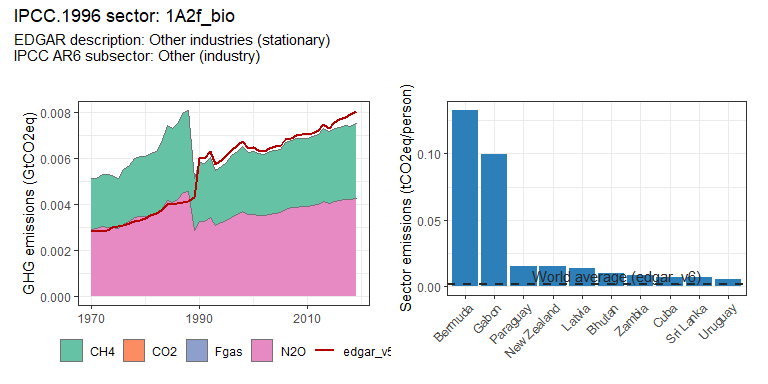 IPCC.1996 sector: 1A2f_bio
EDGAR description: Other industries (stationary)
IPCC AR6 subsector: Other (industry)
GHG emissions (GtCO2eq)
0.008
0.006
0.004
0.002
0.000
1970
1990
2010
CH4
CO2
Fgas
N2O
edgar_v5
Sector emissions (tCO2eq/person)
0.10
0.05
0.00
World average (edgar_v6)
Bermuda
Gabon
Paraguay
New Zealand
Latvia
Bhutan
Zambia
Cuba
Sri Lanka
Uruguay